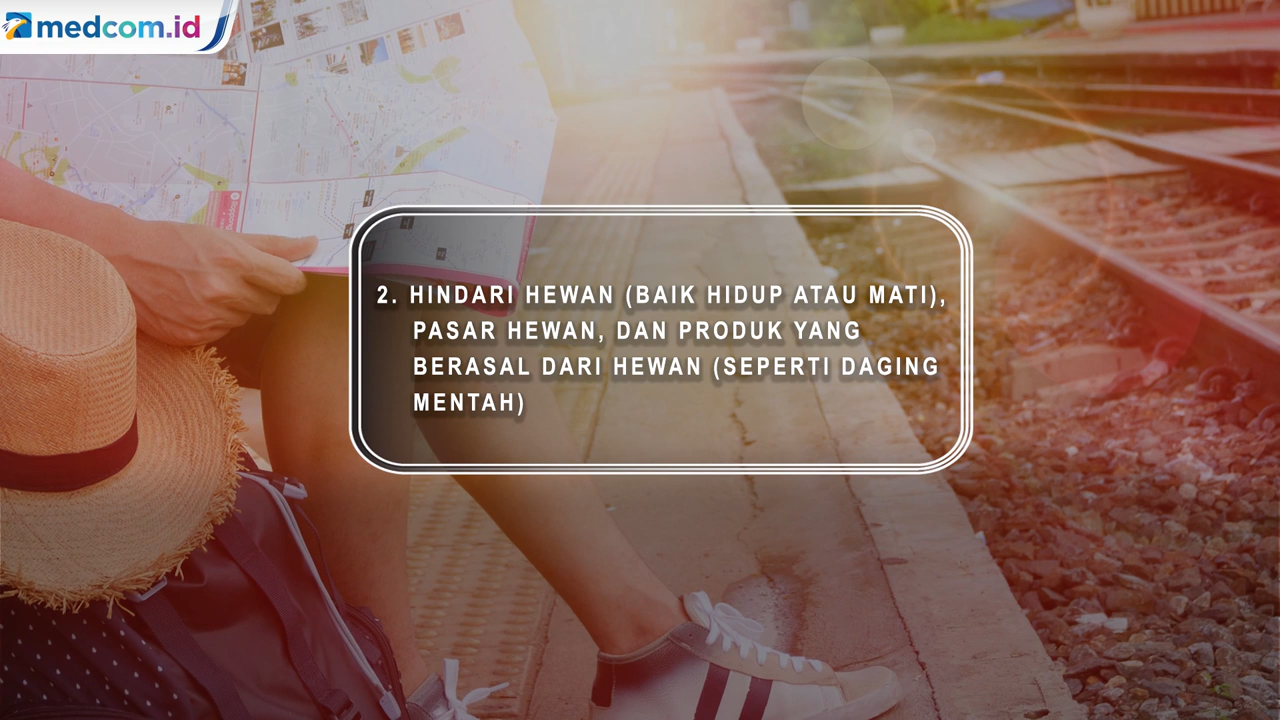 medcom.id
2. HINDARI HEWAN (BAIK HIDUP ATAU MATI),
PASAR HEWAN, DAN PRODUK YANG
BERASAL DARI HEWAN (SEPERTI DAGING
MENTAH)